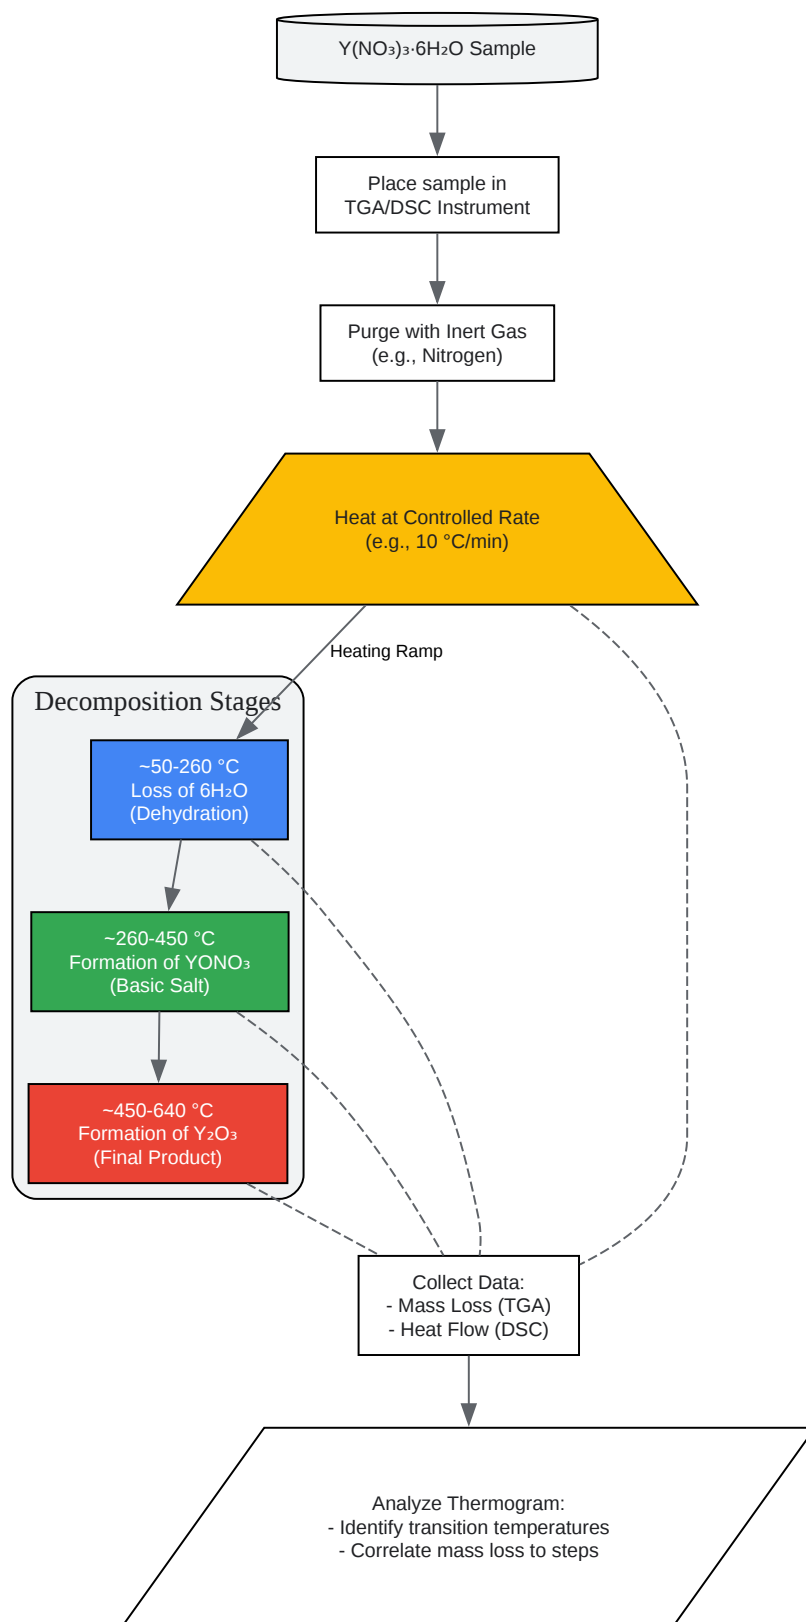 Y(NO₃)₃·6H₂O Sample
Place sample in
TGA/DSC Instrument
Purge with Inert Gas
(e.g., Nitrogen)
Heat at Controlled Rate
(e.g., 10 °C/min)
Heating Ramp
Decomposition Stages
~50-260 °C
Loss of 6H₂O
(Dehydration)
~260-450 °C
Formation of YONO₃
(Basic Salt)
~450-640 °C
Formation of Y₂O₃
(Final Product)
Collect Data:
- Mass Loss (TGA)
- Heat Flow (DSC)
Analyze Thermogram:
- Identify transition temperatures
- Correlate mass loss to steps